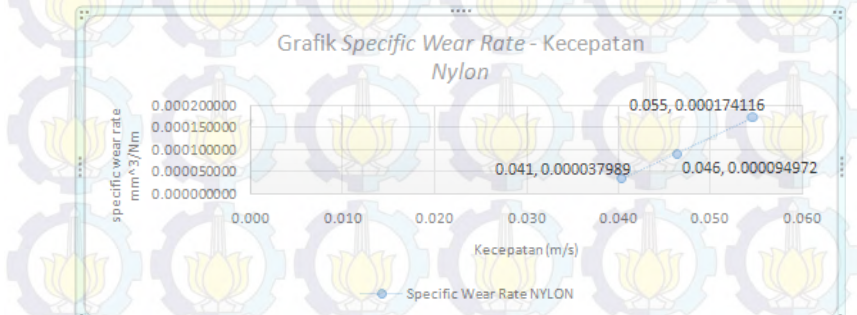 Grafik Specific Wear Rate - Kecepatan
Nylon
specific wear rate
mm^3/Nm
0.000200000
0.000150000
0.000100000
0.000050000
0.000000000
0.055, 0.000174116
0.041, 0.000037989
0.046, 0.000094972
0.000 0.010 0.020 0.030 0.040 0.050 0.060
Kecepatan (m/s)
Specific Wear Rate NYLON